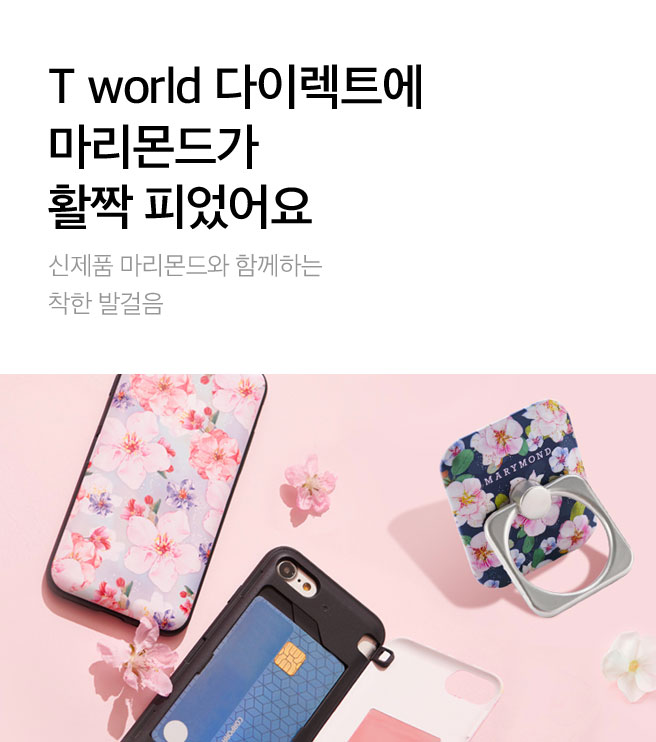 T world 다이렉트에
마리몬드가
활짝 피었어요
신제품 마리몬드와 함께하는
착한 발걸음
MARYMOND